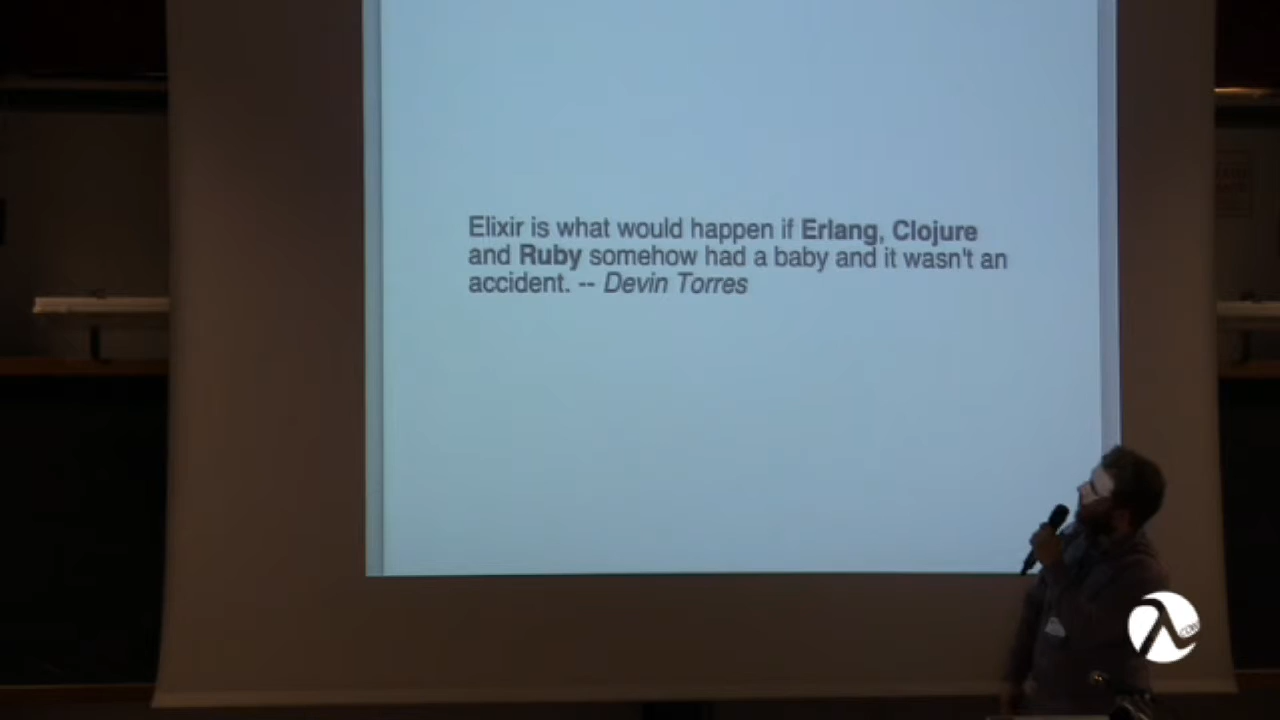 Elixir is what would happen if Erlang, Clojure
and Ruby somehow had a baby and it wasn't an
accident. -- Devin Torres
λ